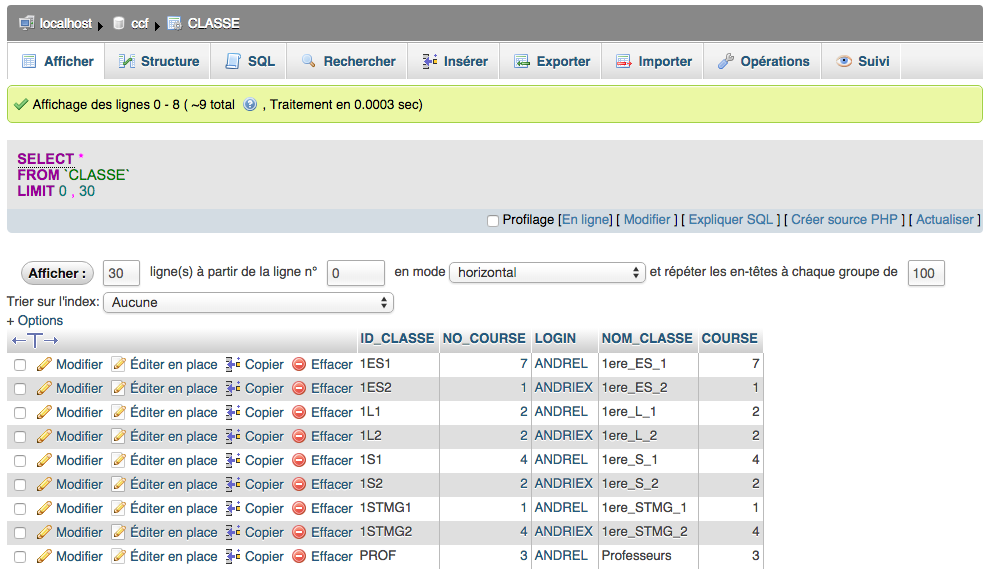 localhost ▸ ccf ▸ CLASSE
Afficher Structure SQL Rechercher Insérer Exporter Importer Opérations Suivi
Affichage des lignes 0 - 8 ( ~9 total , Traitement en 0.0003 sec)
SELECT *
FROM `CLASSE`
LIMIT 0 , 30
Profilage [En ligne] [ Modifier ] [ Expliquer SQL ] [ Créer source PHP ] [ Actualiser ]
Afficher : 30 ligne(s) à partir de la ligne n° 0 en mode horizontal et répéter les en-têtes à chaque groupe de 100
Trier sur l'index: Aucune
+ Options
←T→ ID_CLASSE NO_COURSE LOGIN NOM_CLASSE COURSE
Modifier Éditer en place Copier Effacer 1ES1 7 ANDREL 1ere_ES_1 7
Modifier Éditer en place Copier Effacer 1ES2 1 ANDRIEX 1ere_ES_2 1
Modifier Éditer en place Copier Effacer 1L1 2 ANDREL 1ere_L_1 2
Modifier Éditer en place Copier Effacer 1L2 2 ANDRIEX 1ere_L_2 2
Modifier Éditer en place Copier Effacer 1S1 4 ANDREL 1ere_S_1 4
Modifier Éditer en place Copier Effacer 1S2 2 ANDRIEX 1ere_S_2 2
Modifier Éditer en place Copier Effacer 1STMG1 1 ANDREL 1ere_STMG_1 1
Modifier Éditer en place Copier Effacer 1STMG2 4 ANDRIEX 1ere_STMG_2 4
Modifier Éditer en place Copier Effacer PROF 3 ANDREL Professeurs 3